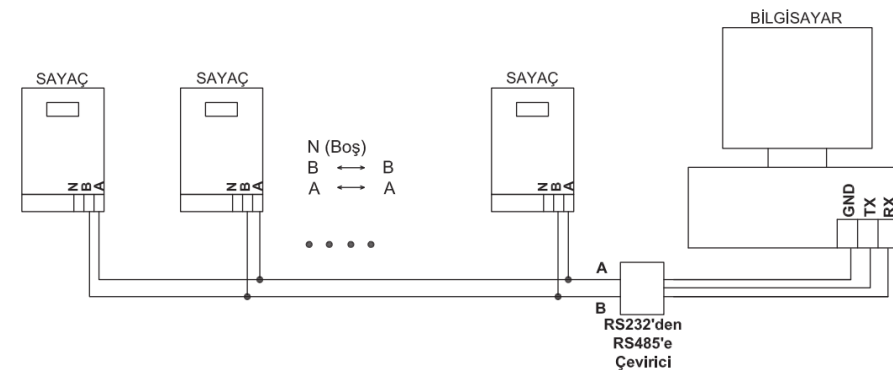 BİLGİSAYAR
SAYAÇ
SAYAÇ
SAYAÇ
N (Boş)
B ↔ B
A ↔ A
N B A
N B A
N B A
GND TX RX
A
B
RS232'den
RS485'e
Çevirici